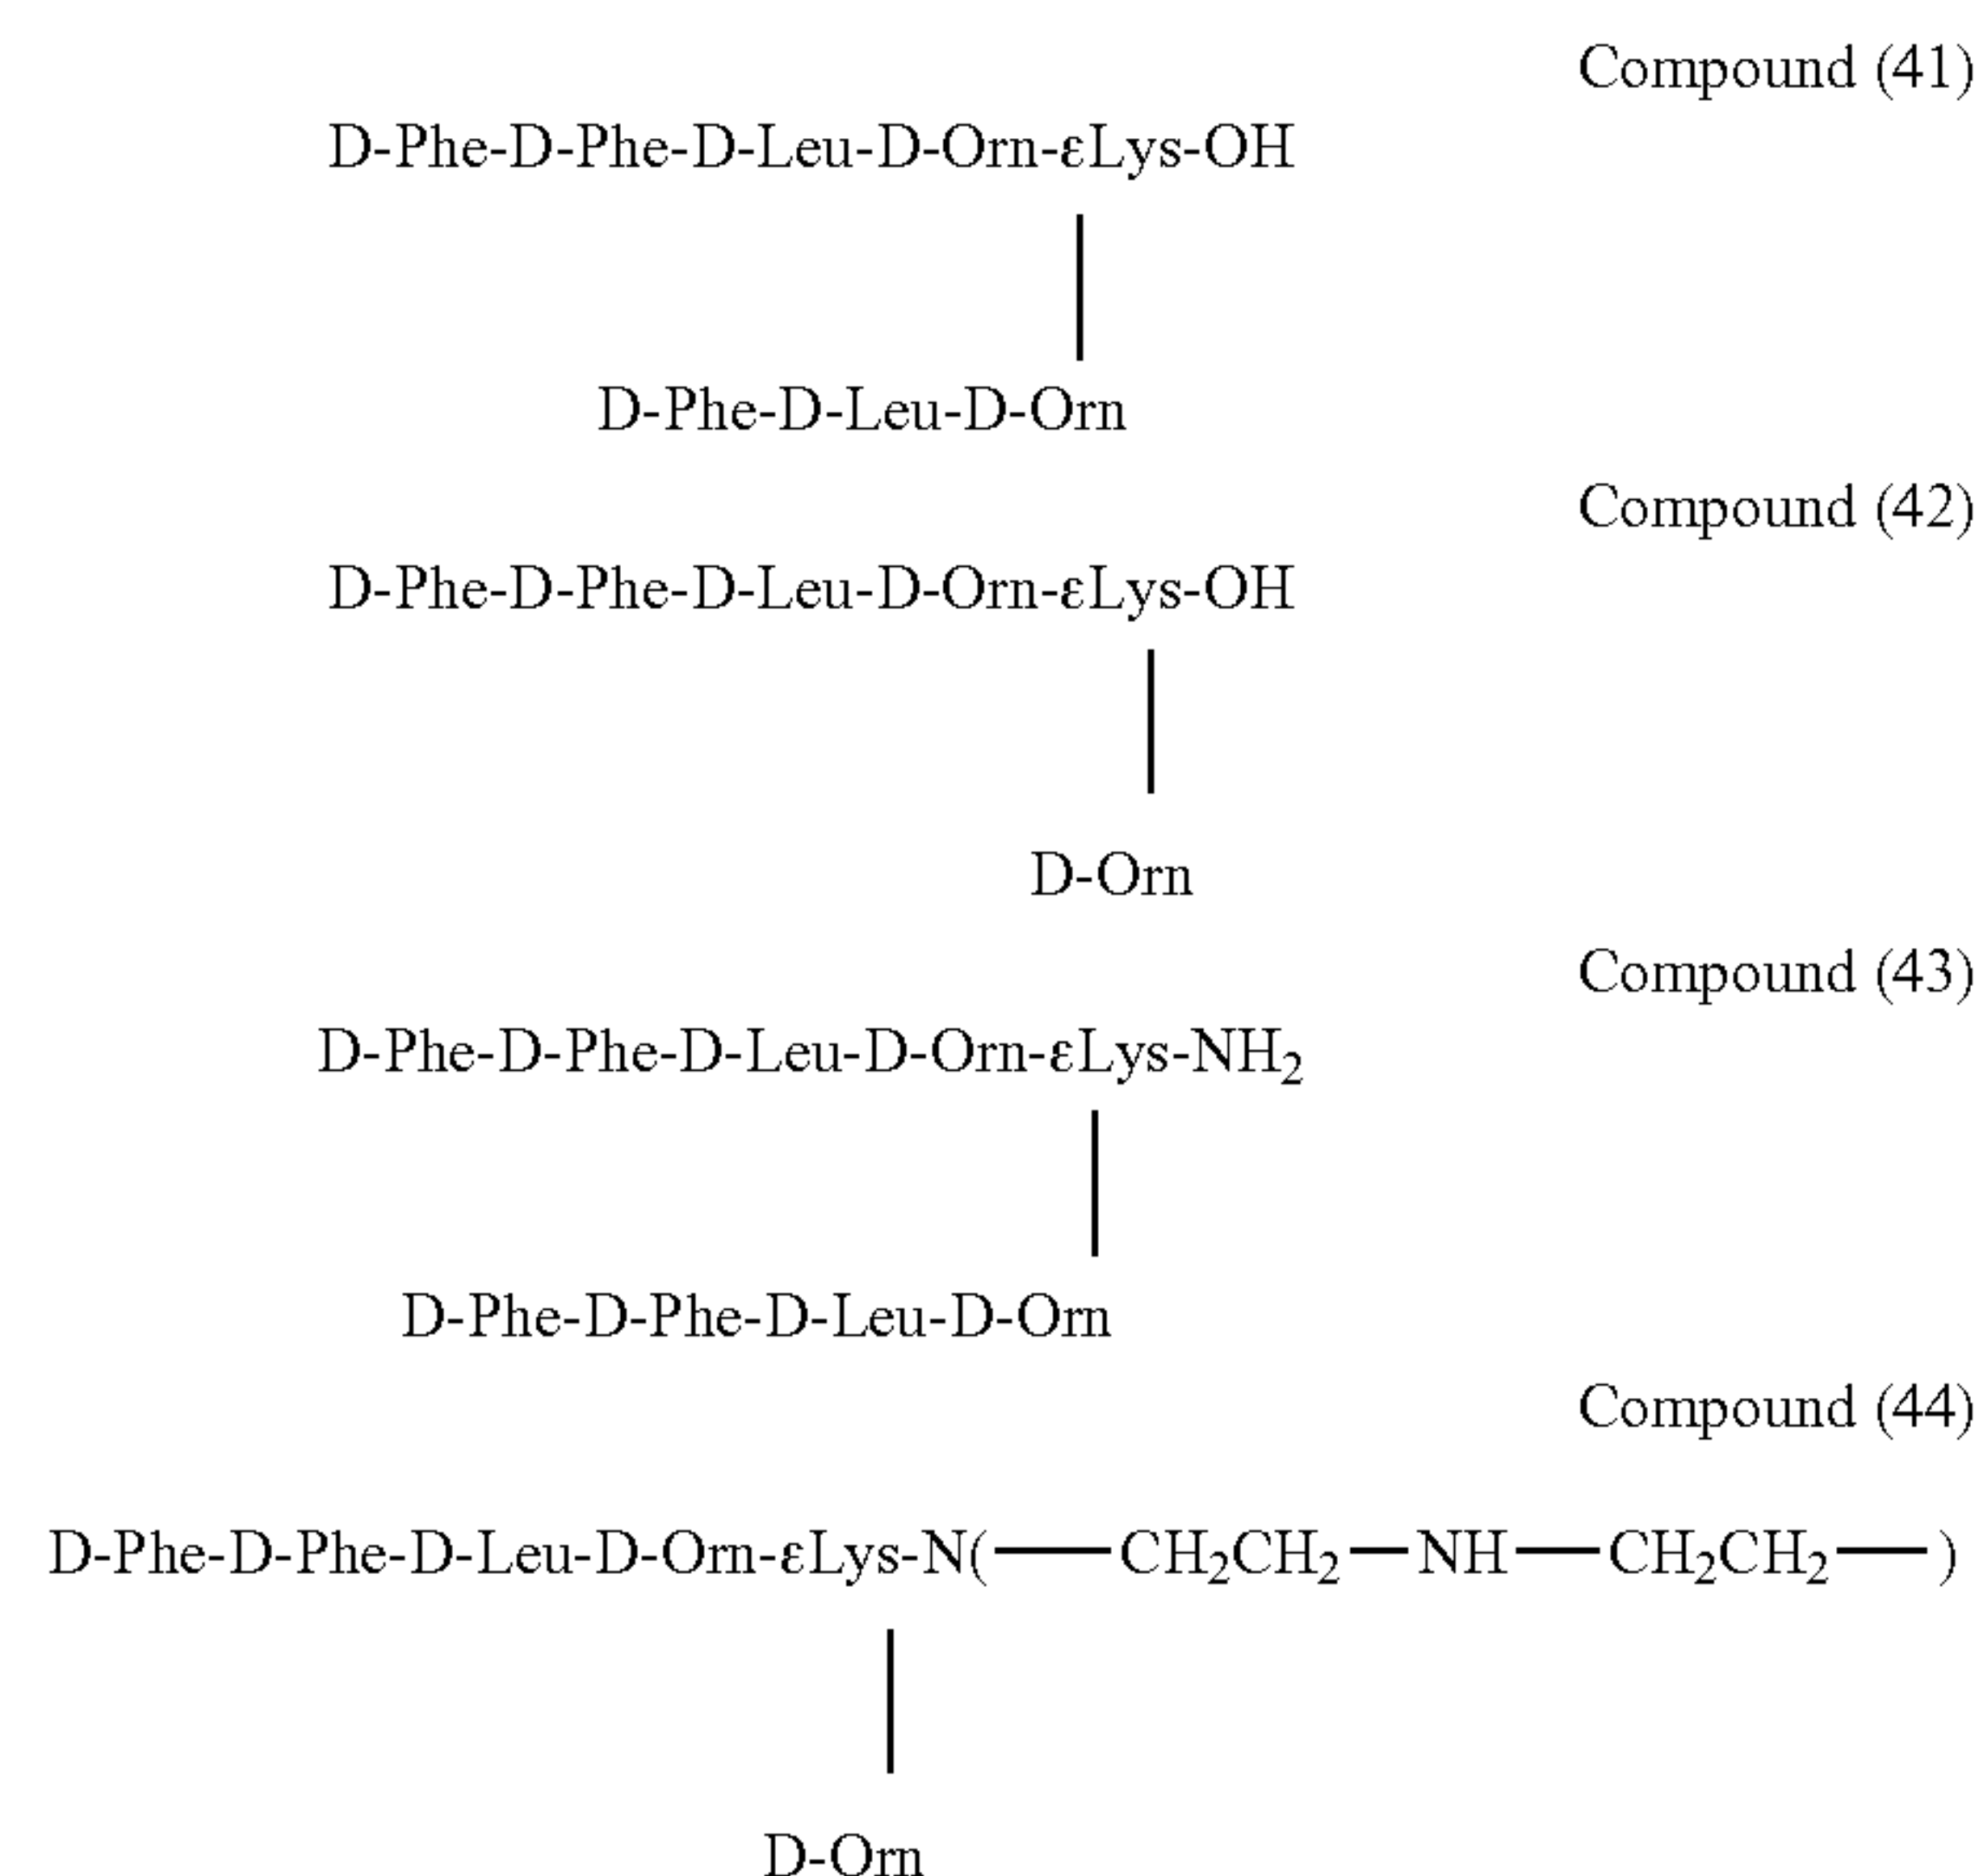 Compound (41)
D-Phe-D-Phe-D-Leu-D-Orn-εLys-OH
D-Phe-D-Leu-D-Orn
Compound (42)
D-Phe-D-Phe-D-Leu-D-Orn-εLys-OH
D-Orn
Compound (43)
D-Phe-D-Phe-D-Leu-D-Orn-εLys-NH₂
D-Phe-D-Phe-D-Leu-D-Orn
Compound (44)
D-Phe-D-Phe-D-Leu-D-Orn-εLys-N(—CH₂CH₂—NH—CH₂CH₂—)
D-Orn